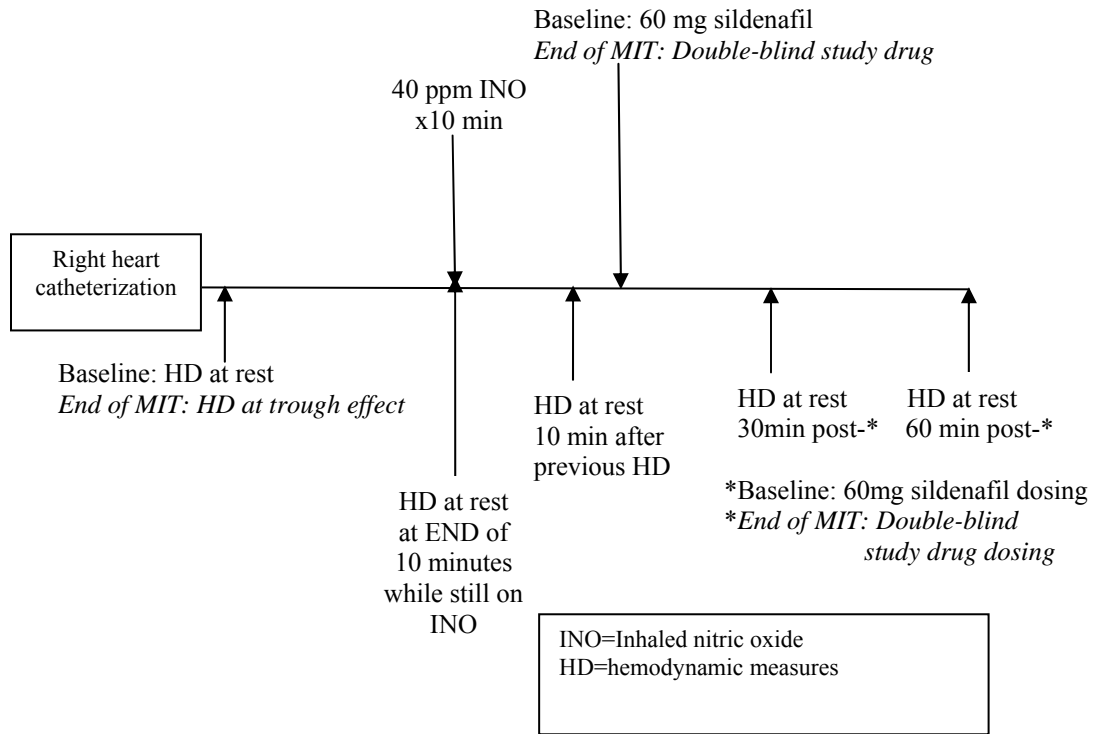 Baseline: 60 mg sildenafil
End of MIT: Double-blind study drug
40 ppm INO
x10 min
Right heart
catheterization
Baseline: HD at rest
End of MIT: HD at trough effect
HD at rest
at END of
10 minutes
while still on
INO
HD at rest
10 min after
previous HD
HD at rest
30min post-*
HD at rest
60 min post-*
*Baseline: 60mg sildenafil dosing
*End of MIT: Double-blind
study drug dosing
INO=Inhaled nitric oxide
HD=hemodynamic measures